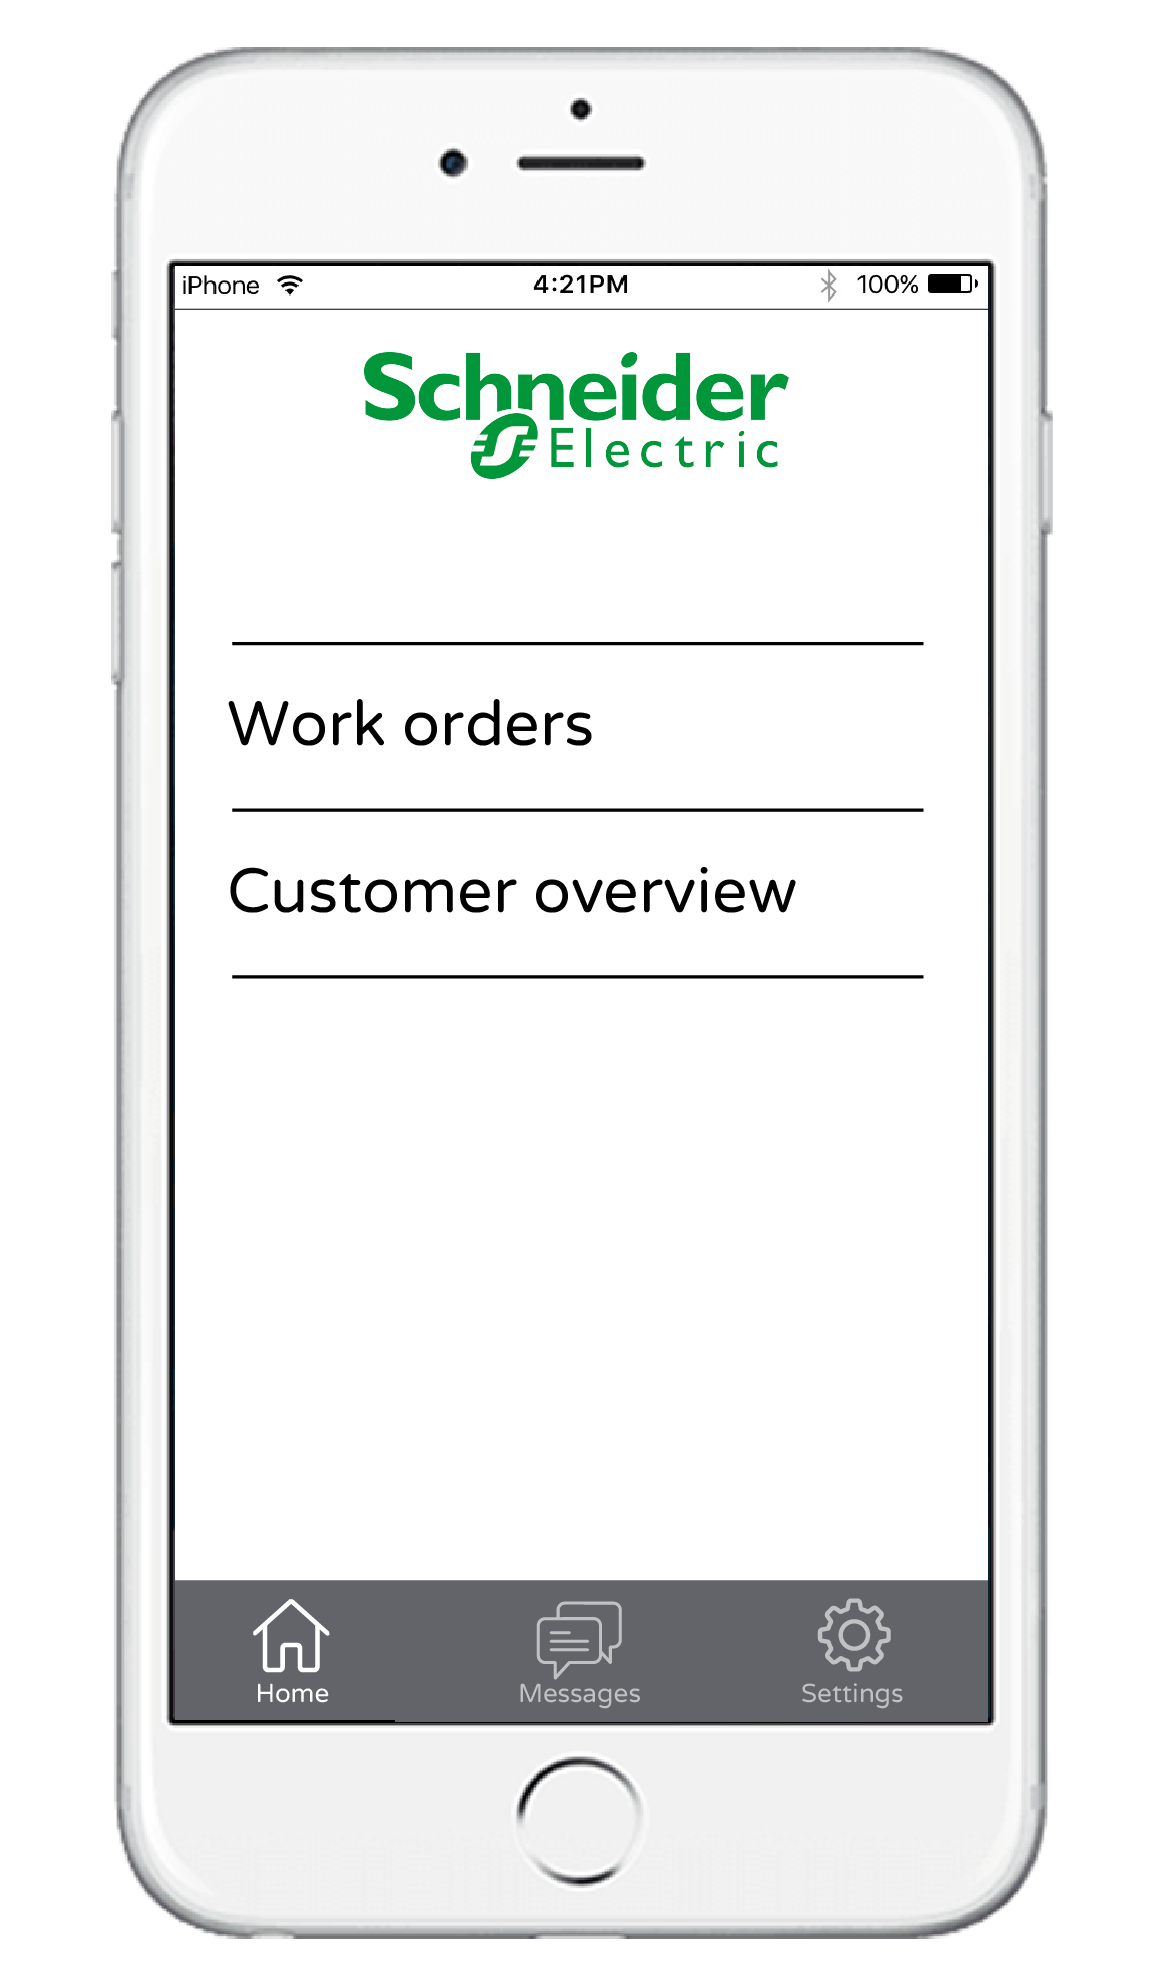 iPhone 4:21PM 100%
Schneider
Electric
Work orders
Customer overview
Home Messages Settings